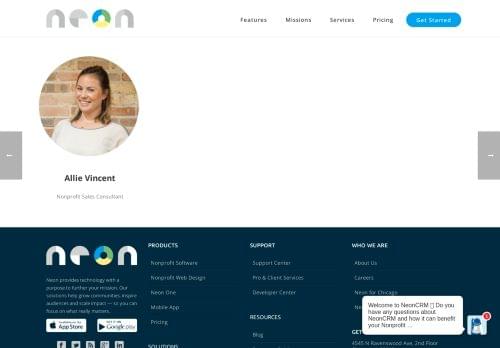 neon
Features
Missions
Services
Pricing
Get Started
←
→
Allie Vincent
Nonprofit Sales Consultant
neon
Neon provides technology with a
purpose to further your mission. Our
solutions help grow communities, inspire
audiences and scale impact — so you
can focus on what really matters.
App Store
Google play
PRODUCTS
Nonprofit Software
Nonprofit Web Design
Neon One
Mobile App
Pricing
SOLUTIONS
SUPPORT
Support Center
Pro & Client Services
Developer Center
RESOURCES
Blog
WHO WE ARE
About Us
Careers
Neon for Chicago
GET
4545 N Ravenswood Ave, 2nd Floor
Welcome to NeonCRM Do you
have any questions about
NeonCRM and how it can benefit
your Nonprofit ...
1